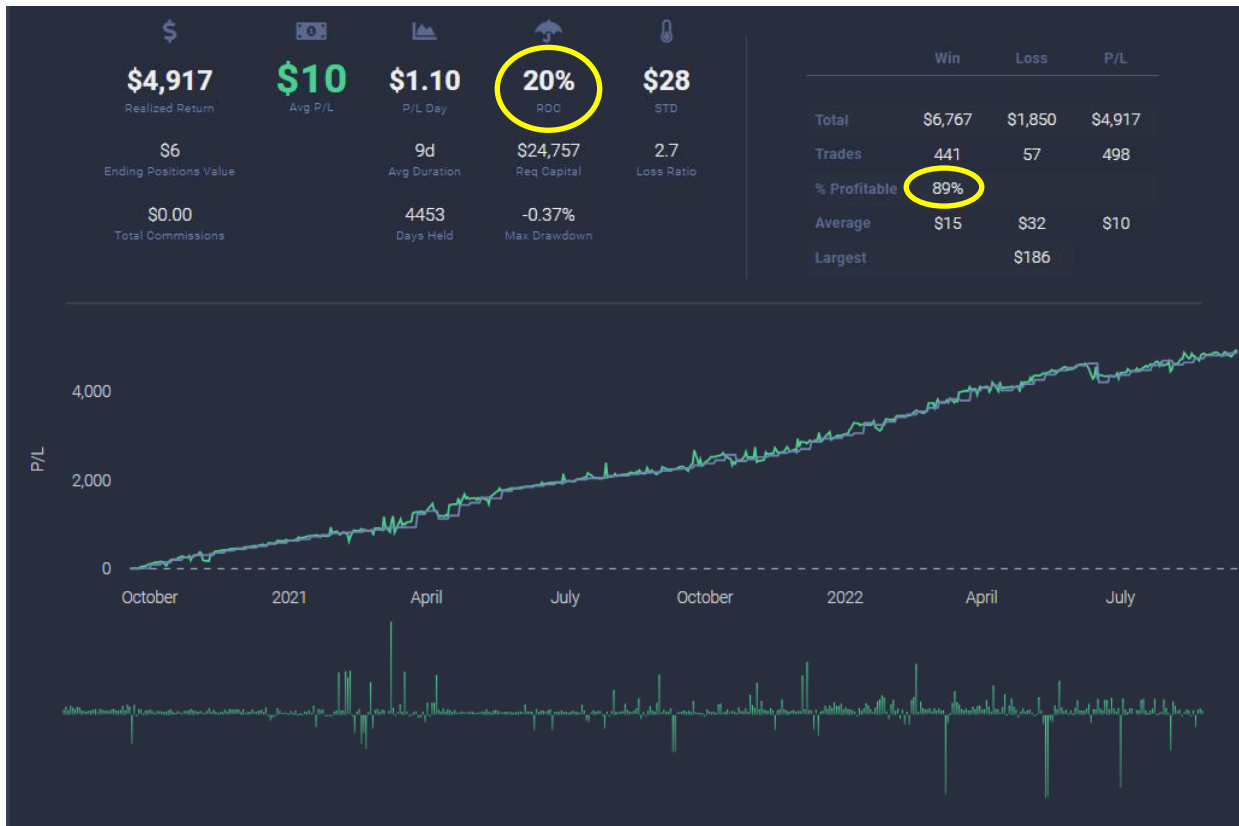 $4,917 $10 $1.10 20% $28
Realized Return Avg P/L P/L Day ROC STD
$6 9d $24,757 2.7
Ending Positions Value Avg Duration Req Capital Loss Ratio
$0.00 4453 -0.37%
Total Commissions Days Held Max Drawdown
Win Loss P/L
Total $6,767 $1,850 $4,917
Trades 441 57 498
% Profitable 89%
Average $15 $32 $10
Largest $186
P/L
4,000
2,000
0
October 2021 April July October 2022 April July